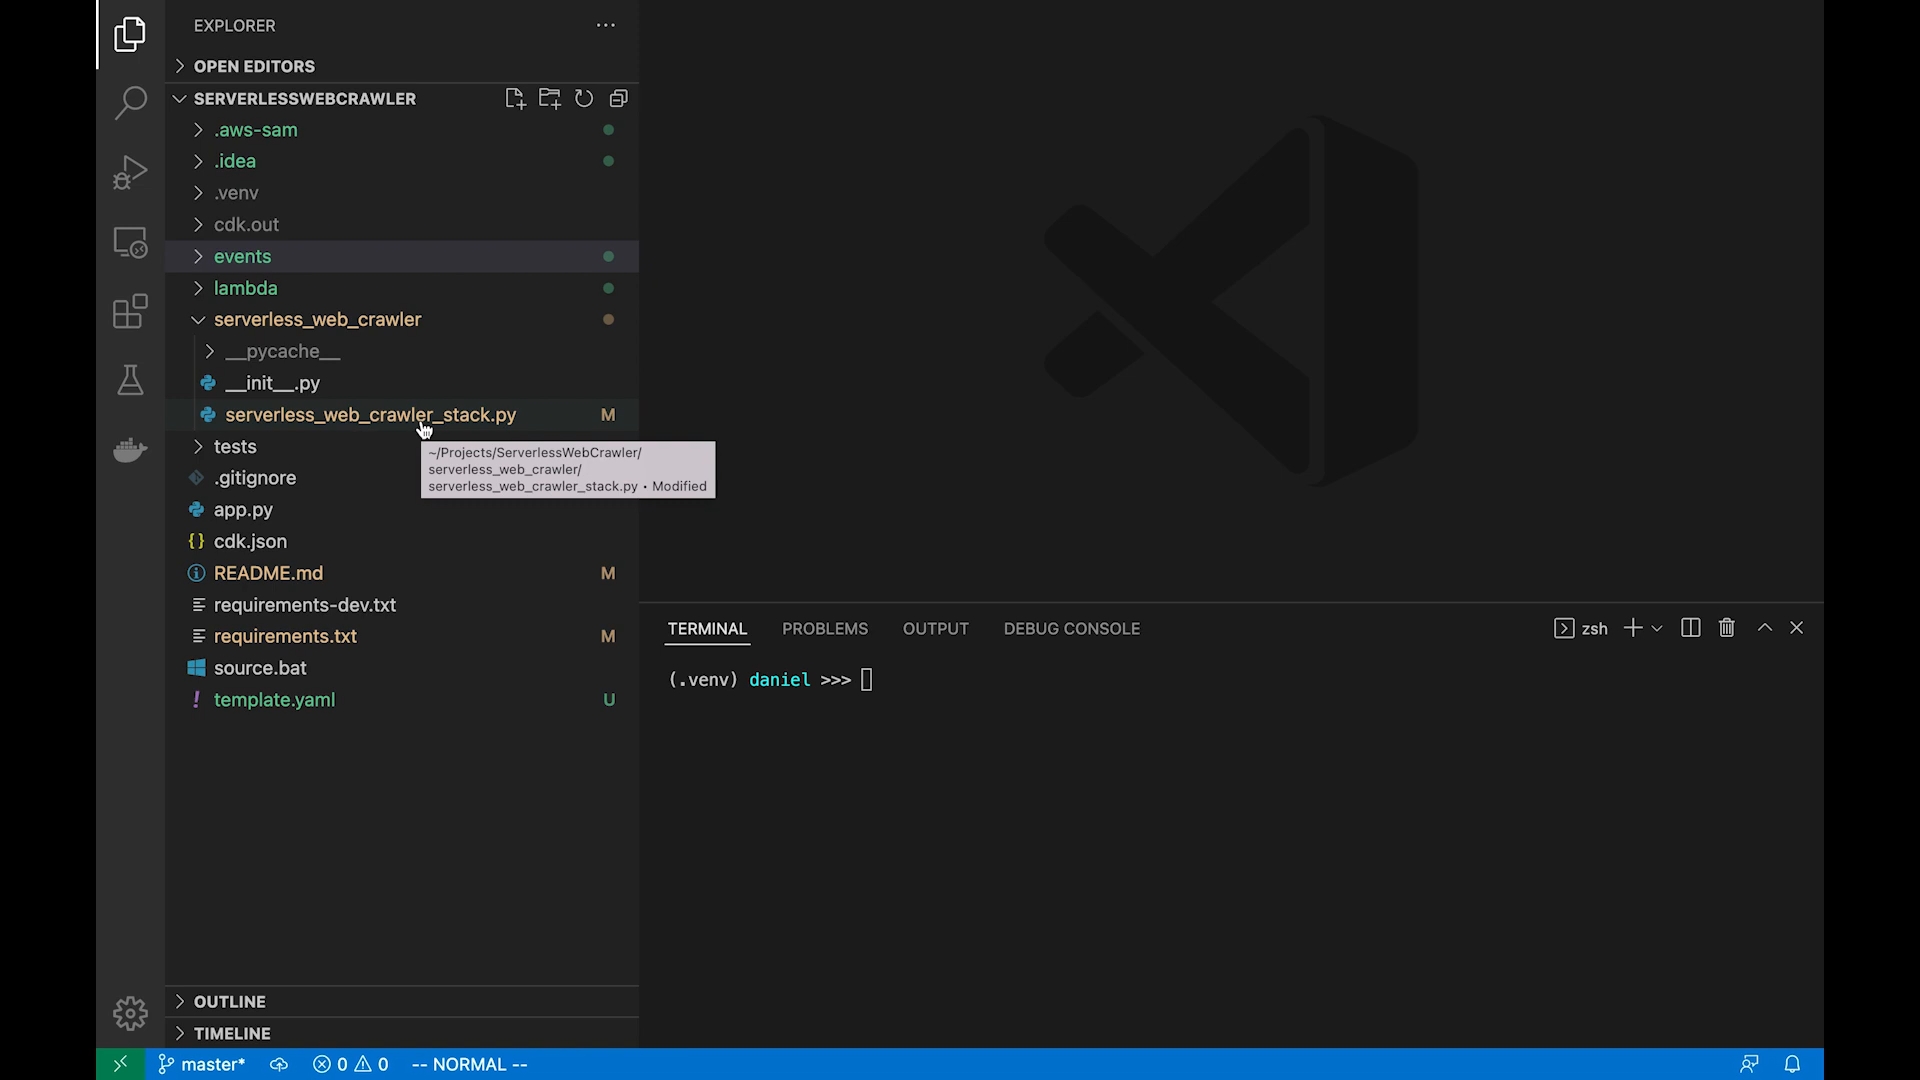 EXPLORER
OPEN EDITORS
SERVERLESSWEBCRAWLER
.aws-sam
.idea
.venv
cdk.out
events
lambda
serverless_web_crawler
__pycache__
__init__.py
serverless_web_crawler_stack.py M
tests
~/Projects/ServerlessWebCrawler/
serverless_web_crawler/
serverless_web_crawler_stack.py • Modified
.gitignore
app.py
cdk.json
README.md M
requirements-dev.txt
requirements.txt M
source.bat
template.yaml U
OUTLINE
TIMELINE
TERMINAL PROBLEMS OUTPUT DEBUG CONSOLE zsh
(.venv) daniel >>>
master* 0 0 -- NORMAL --